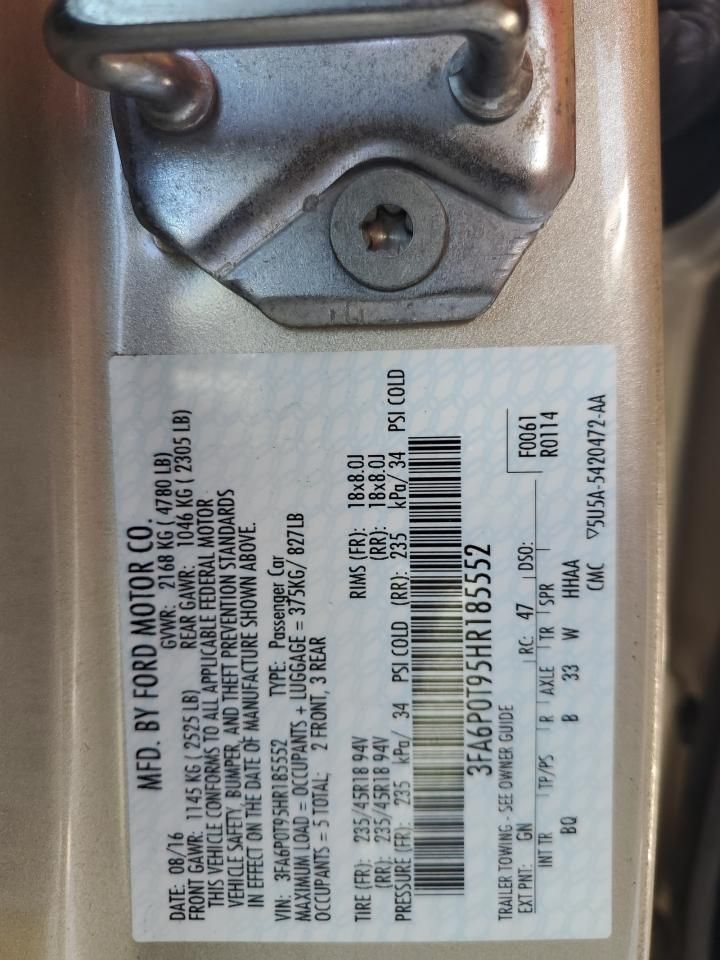 MFD. BY FORD MOTOR CO.
DATE: 08/16 GVWR: 2168 KG ( 4780 LB)
FRONT GAWR: 1145 KG ( 2525 LB) REAR GAWR: 1046 KG ( 2305 LB)
THIS VEHICLE CONFORMS TO ALL APPLICABLE FEDERAL MOTOR
VEHICLE SAFETY, BUMPER, AND THEFT PREVENTION STANDARDS
IN EFFECT ON THE DATE OF MANUFACTURE SHOWN ABOVE.
VIN: 3FA6P0T95HR185552 TYPE: Passenger Car
MAXIMUM LOAD = OCCUPANTS + LUGGAGE = 375KG/ 827LB
OCCUPANTS = 5 TOTAL; 2 FRONT, 3 REAR
TIRE (FR): 235/45R18 94V RIMS (FR): 18x8.0J
(RR): 235/45R18 94V (RR): 18x8.0J
PRESSURE (FR): 235 kPa/ 34 PSI COLD (RR): 235 kPa/ 34 PSI COLD
3FA6P0T95HR185552
TRAILER TOWING - SEE OWNER GUIDE F0061
EXT PNT: GN RC: 47 DSO: R0114
INT TR TP/PS R AXLE TR SPR
BQ B 33 W HHAA
CMC ▽5U5A-5420472-AA